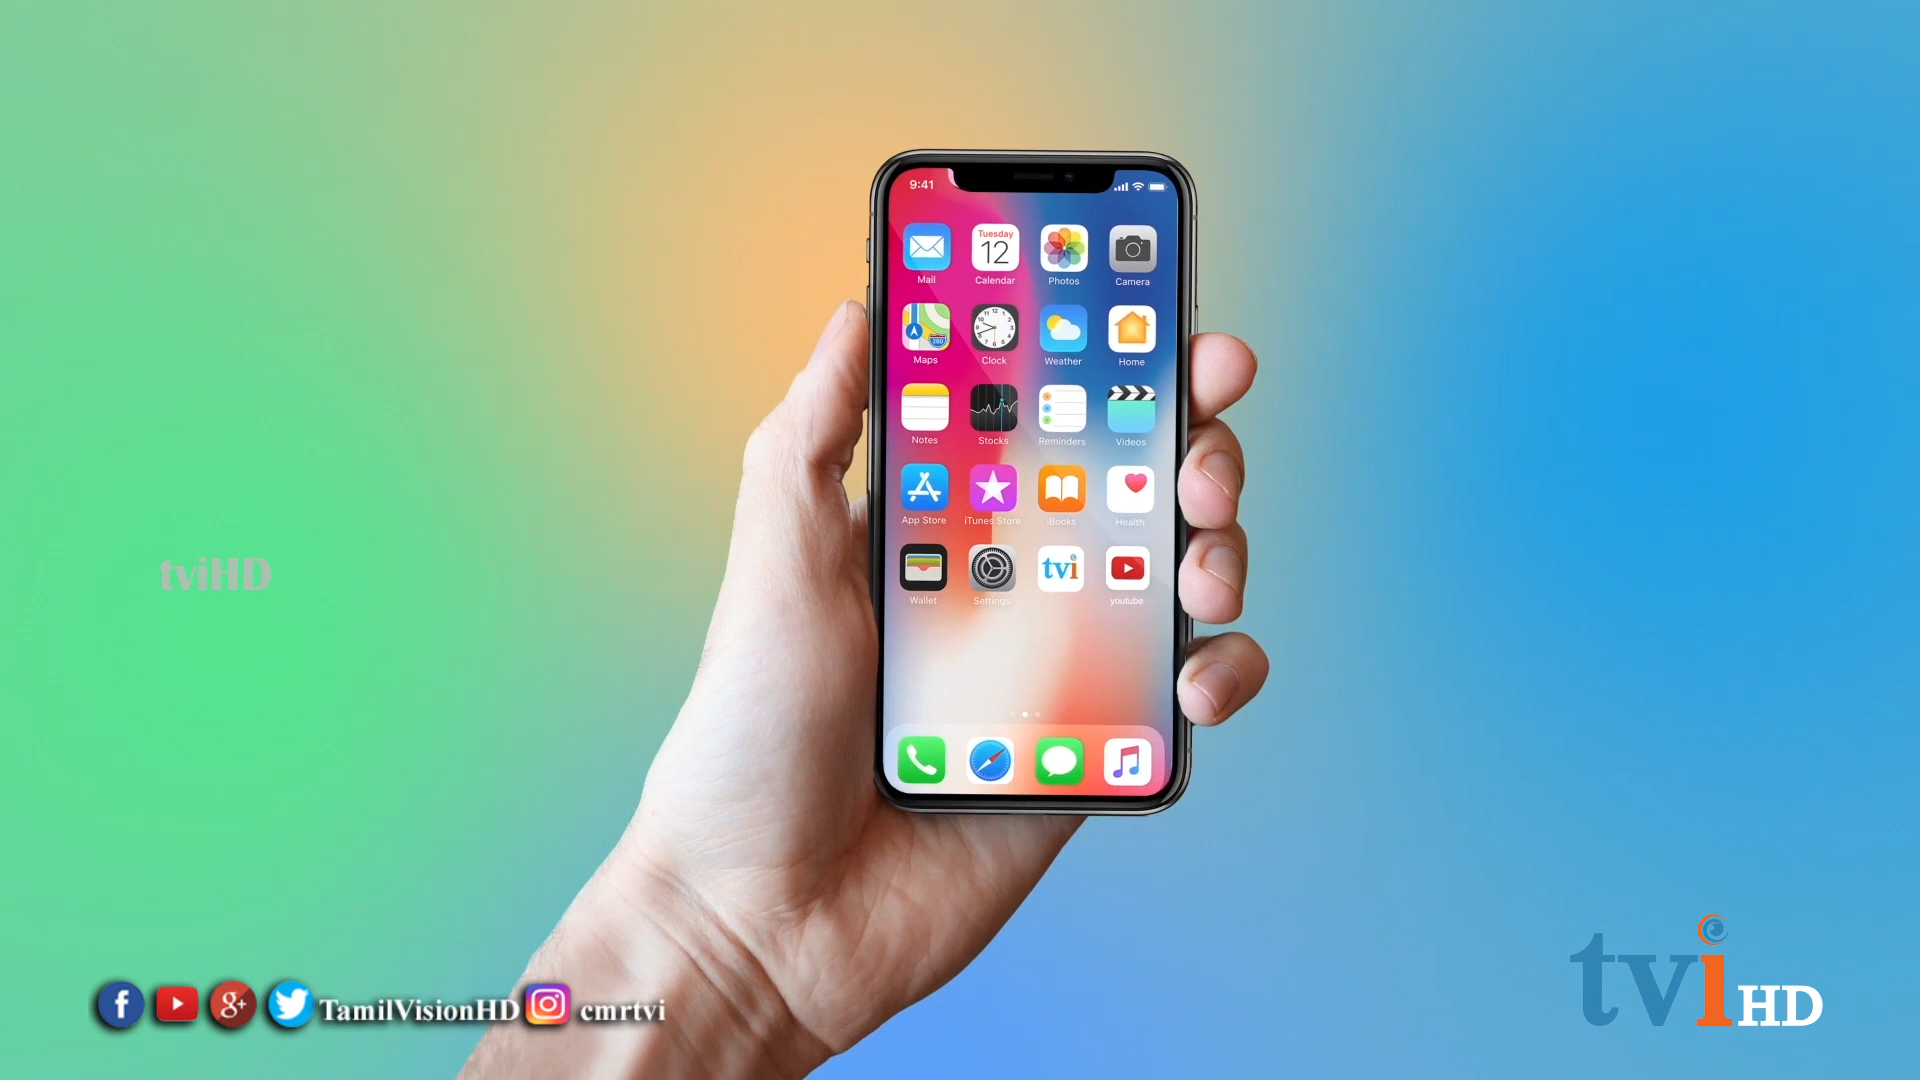 9:41
Tuesday
12
Mail
Calendar
Photos
Camera
280
Maps
Clock
Weather
Home
Notes
Stocks
Reminders
Videos
App Store
iTunes Store
iBooks
Health
tvi
Wallet
Settings
youtube
tviHD
f
g+
TamilVisionHD
cmrtvi
tvi HD